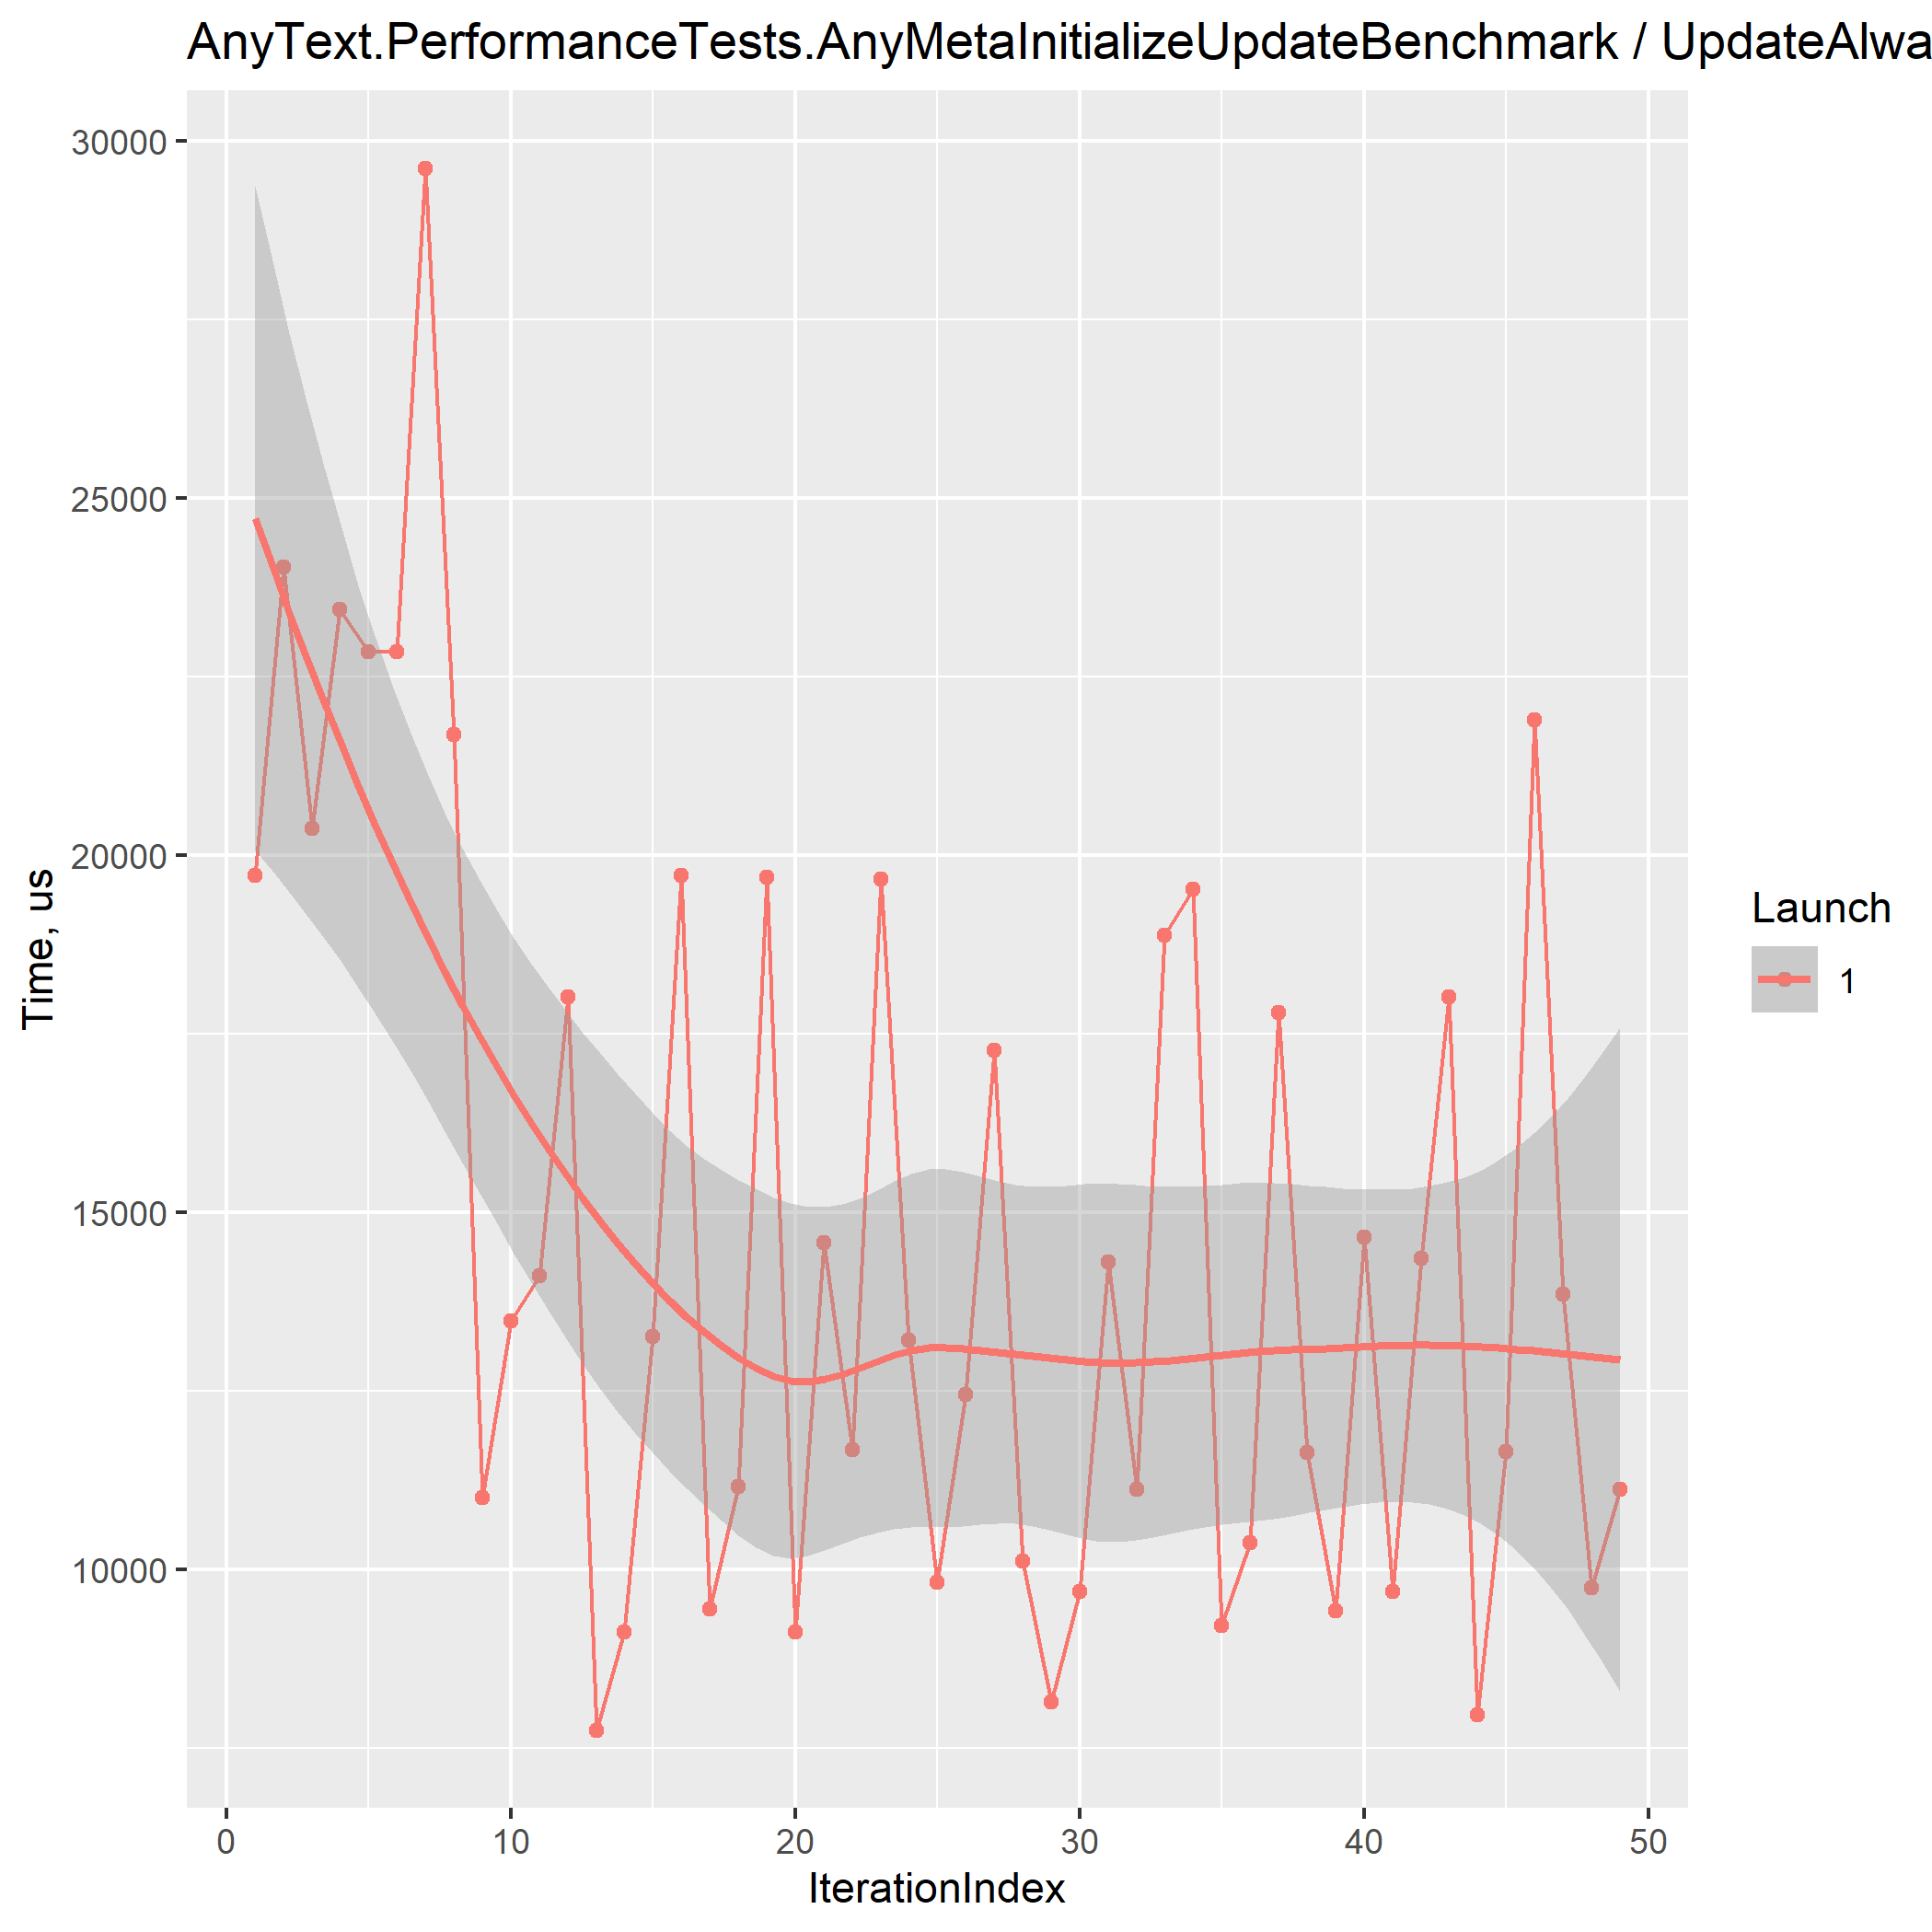 AnyText.PerformanceTests.AnyMetaInitializeUpdateBenchmark / UpdateAlwa
30000
25000
20000
15000
10000
Time, us
0 10 20 30 40 50
IterationIndex
Launch
1